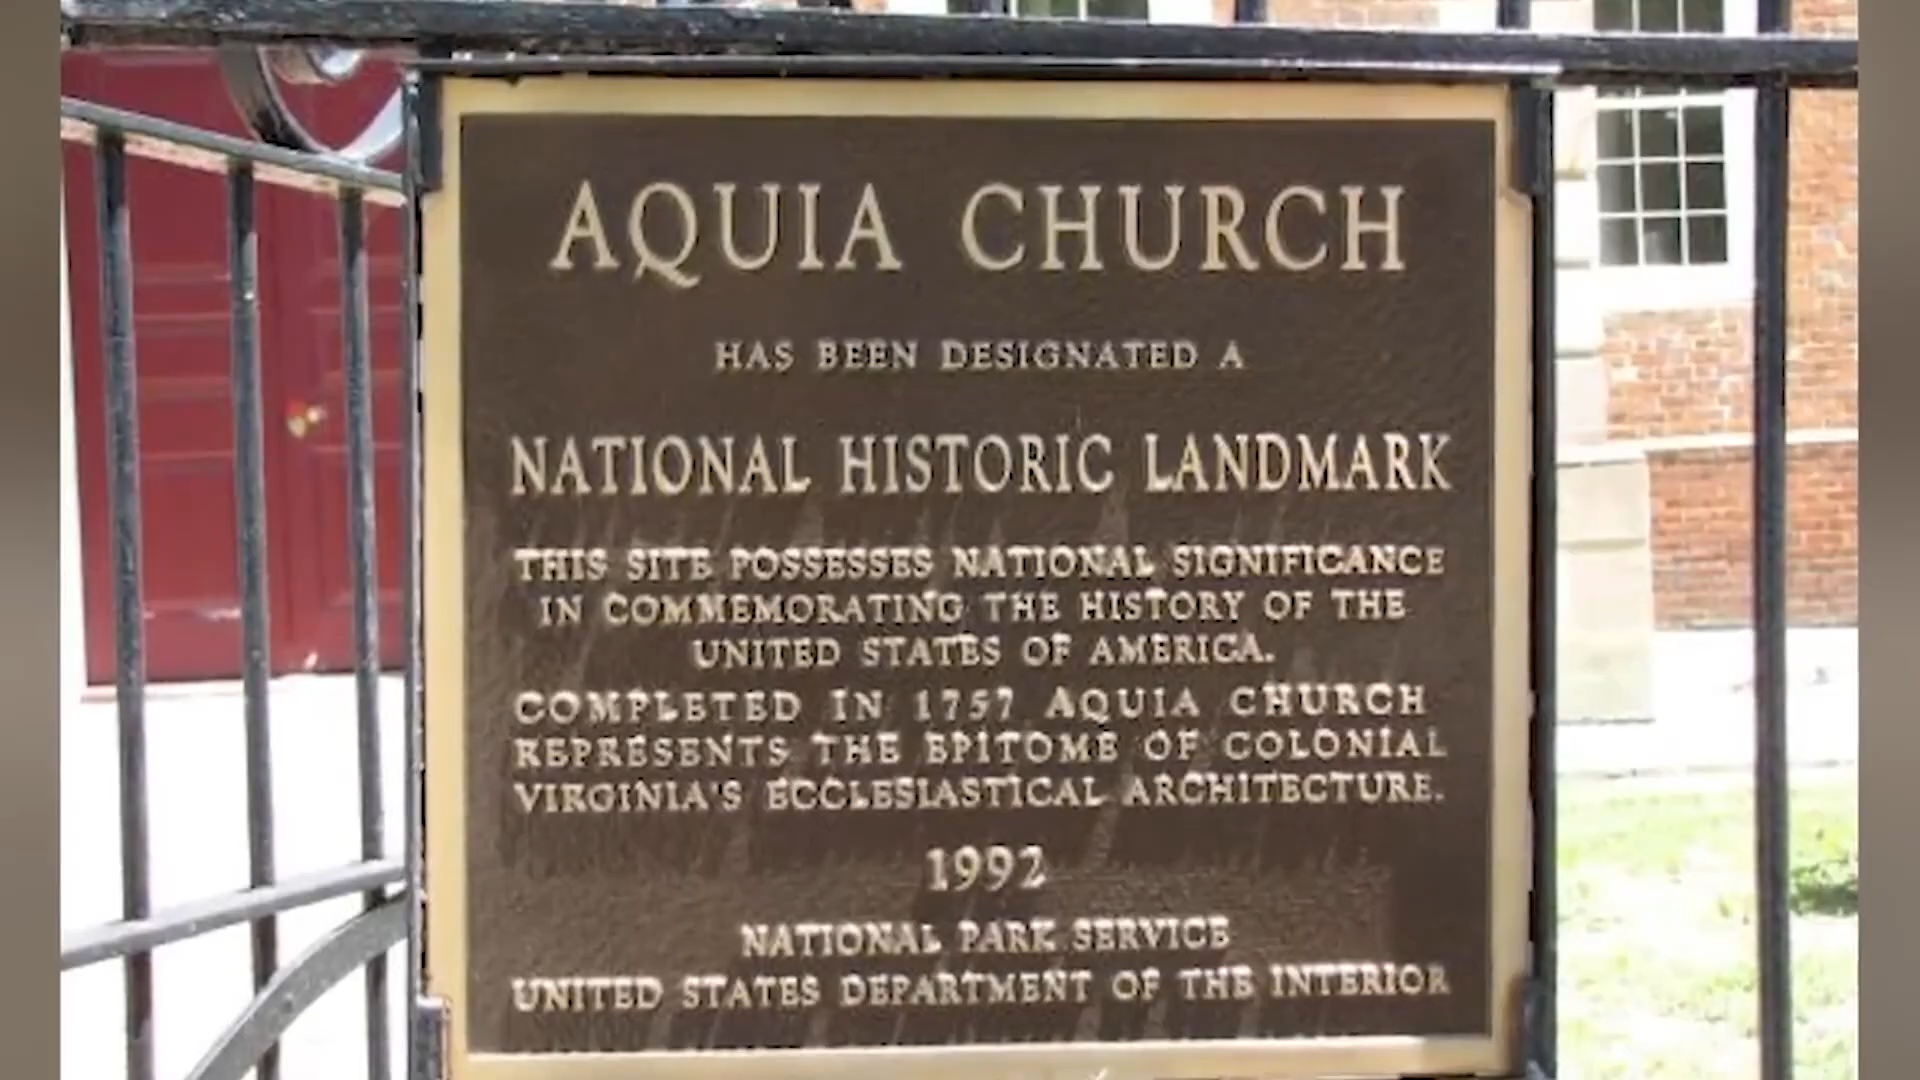 AQUIA CHURCH
HAS BEEN DESIGNATED A
NATIONAL HISTORIC LANDMARK
THIS SITE POSSESSES NATIONAL SIGNIFICANCE
IN COMMEMORATING THE HISTORY OF THE
UNITED STATES OF AMERICA.
COMPLETED IN 1757 AQUIA CHURCH
REPRESENTS THE EPITOME OF COLONIAL
VIRGINIA'S ECCLESIASTICAL ARCHITECTURE.
1992
NATIONAL PARK SERVICE
UNITED STATES DEPARTMENT OF THE INTERIOR